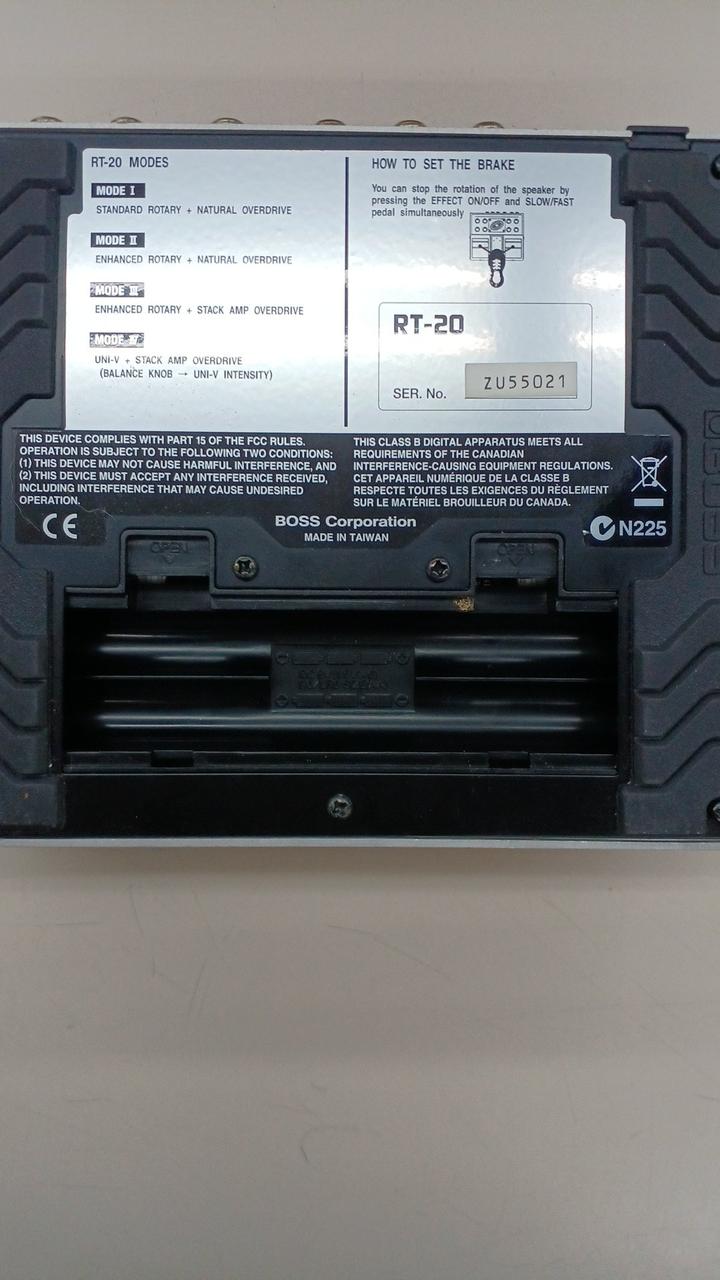 RT-20 MODES
MODE I
STANDARD ROTARY + NATURAL OVERDRIVE
MODE II
ENHANCED ROTARY + NATURAL OVERDRIVE
MODE III
ENHANCED ROTARY + STACK AMP OVERDRIVE
MODE IV
UNI-V + STACK AMP OVERDRIVE
(BALANCE KNOB → UNI-V INTENSITY)
HOW TO SET THE BRAKE
You can stop the rotation of the speaker by
pressing the EFFECT ON/OFF and SLOW/FAST
pedal simultaneously
RT-20
SER. No. ZU55021
THIS DEVICE COMPLIES WITH PART 15 OF THE FCC RULES.
OPERATION IS SUBJECT TO THE FOLLOWING TWO CONDITIONS:
(1) THIS DEVICE MAY NOT CAUSE HARMFUL INTERFERENCE, AND
(2) THIS DEVICE MUST ACCEPT ANY INTERFERENCE RECEIVED,
INCLUDING INTERFERENCE THAT MAY CAUSE UNDESIRED
OPERATION.
THIS CLASS B DIGITAL APPARATUS MEETS ALL
REQUIREMENTS OF THE CANADIAN
INTERFERENCE-CAUSING EQUIPMENT REGULATIONS.
CET APPAREIL NUMÉRIQUE DE LA CLASSE B
RESPECTE TOUTES LES EXIGENCES DU RÈGLEMENT
SUR LE MATÉRIEL BROUILLEUR DU CANADA.
CE
BOSS Corporation
MADE IN TAIWAN
N225
OPEN
OPEN